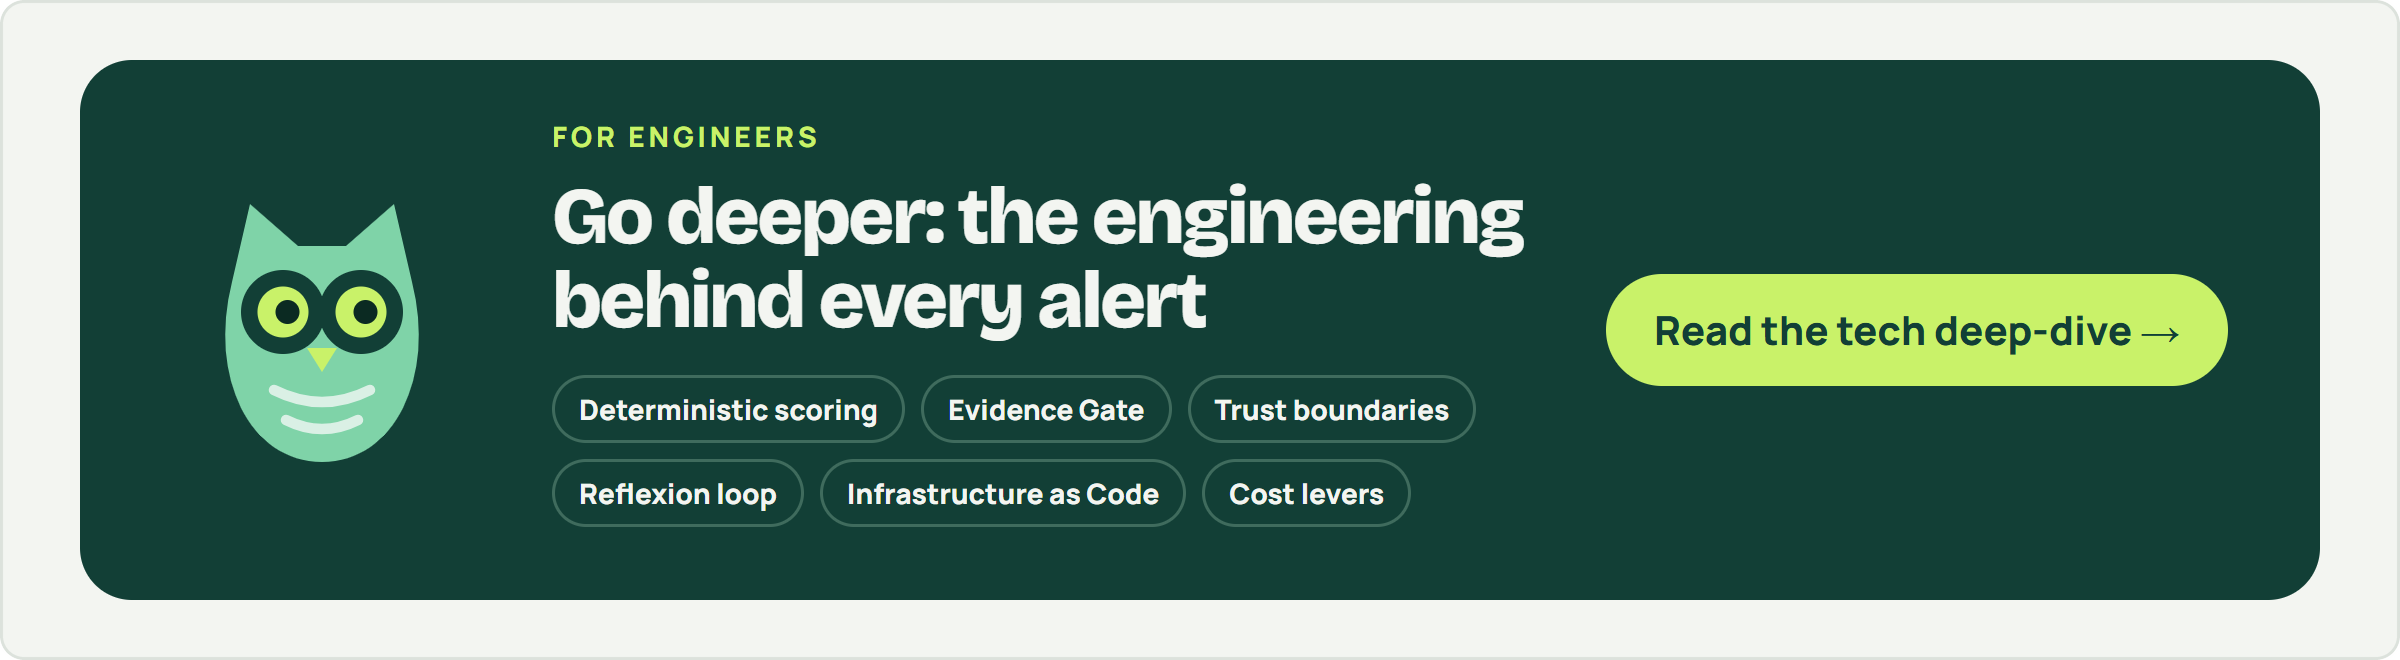 FOR ENGINEERS
Go deeper: the engineering
behind every alert
Deterministic scoring
Evidence Gate
Trust boundaries
Reflexion loop
Infrastructure as Code
Cost levers
Read the tech deep-dive →